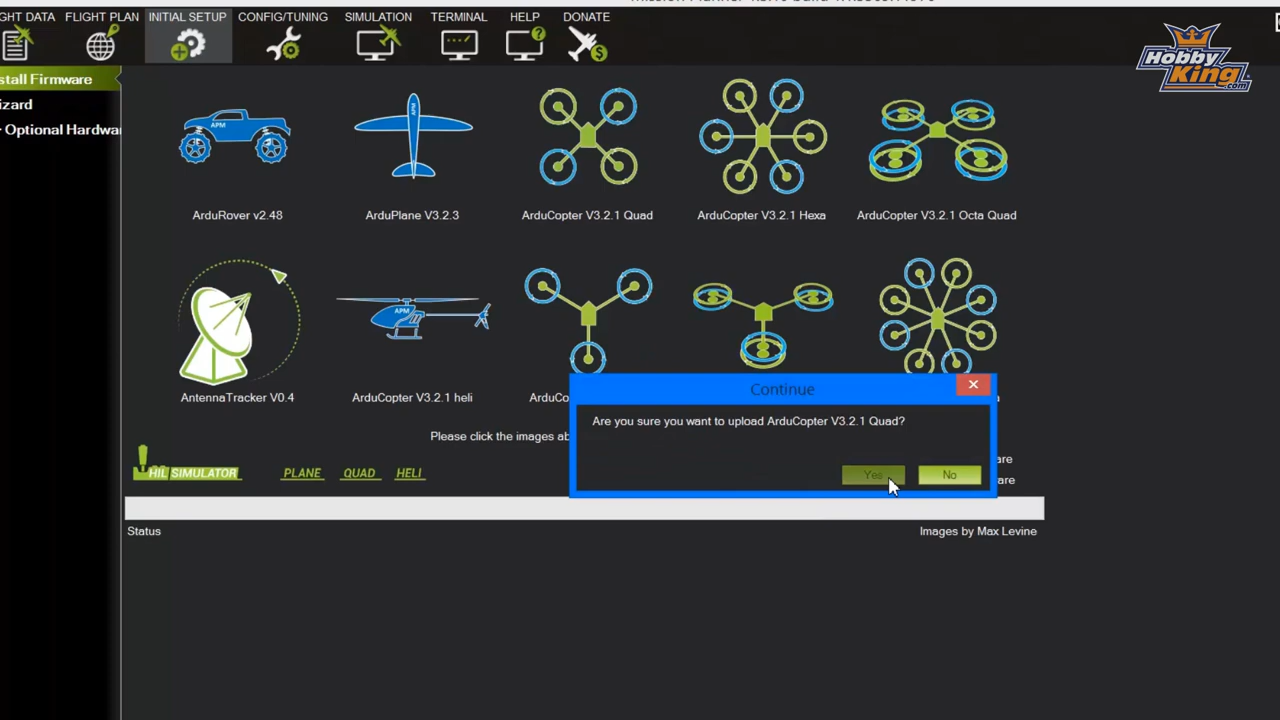 GHT DATA
FLIGHT PLAN
INITIAL SETUP
CONFIG/TUNING
SIMULATION
TERMINAL
HELP
DONATE
Hobby
King
.com
stall Firmware
izard
Optional Hardwa
APM
APM
ArduRover v2.48
ArduPlane V3.2.3
ArduCopter V3.2.1 Quad
ArduCopter V3.2.1 Hexa
ArduCopter V3.2.1 Octa Quad
APM
AntennaTracker V0.4
ArduCopter V3.2.1 heli
ArduCo
Continue
Are you sure you want to upload ArduCopter V3.2.1 Quad?
Yes
No
Please click the images ab
are
are
HIL SIMULATOR
PLANE
QUAD
HELI
Status
Images by Max Levine